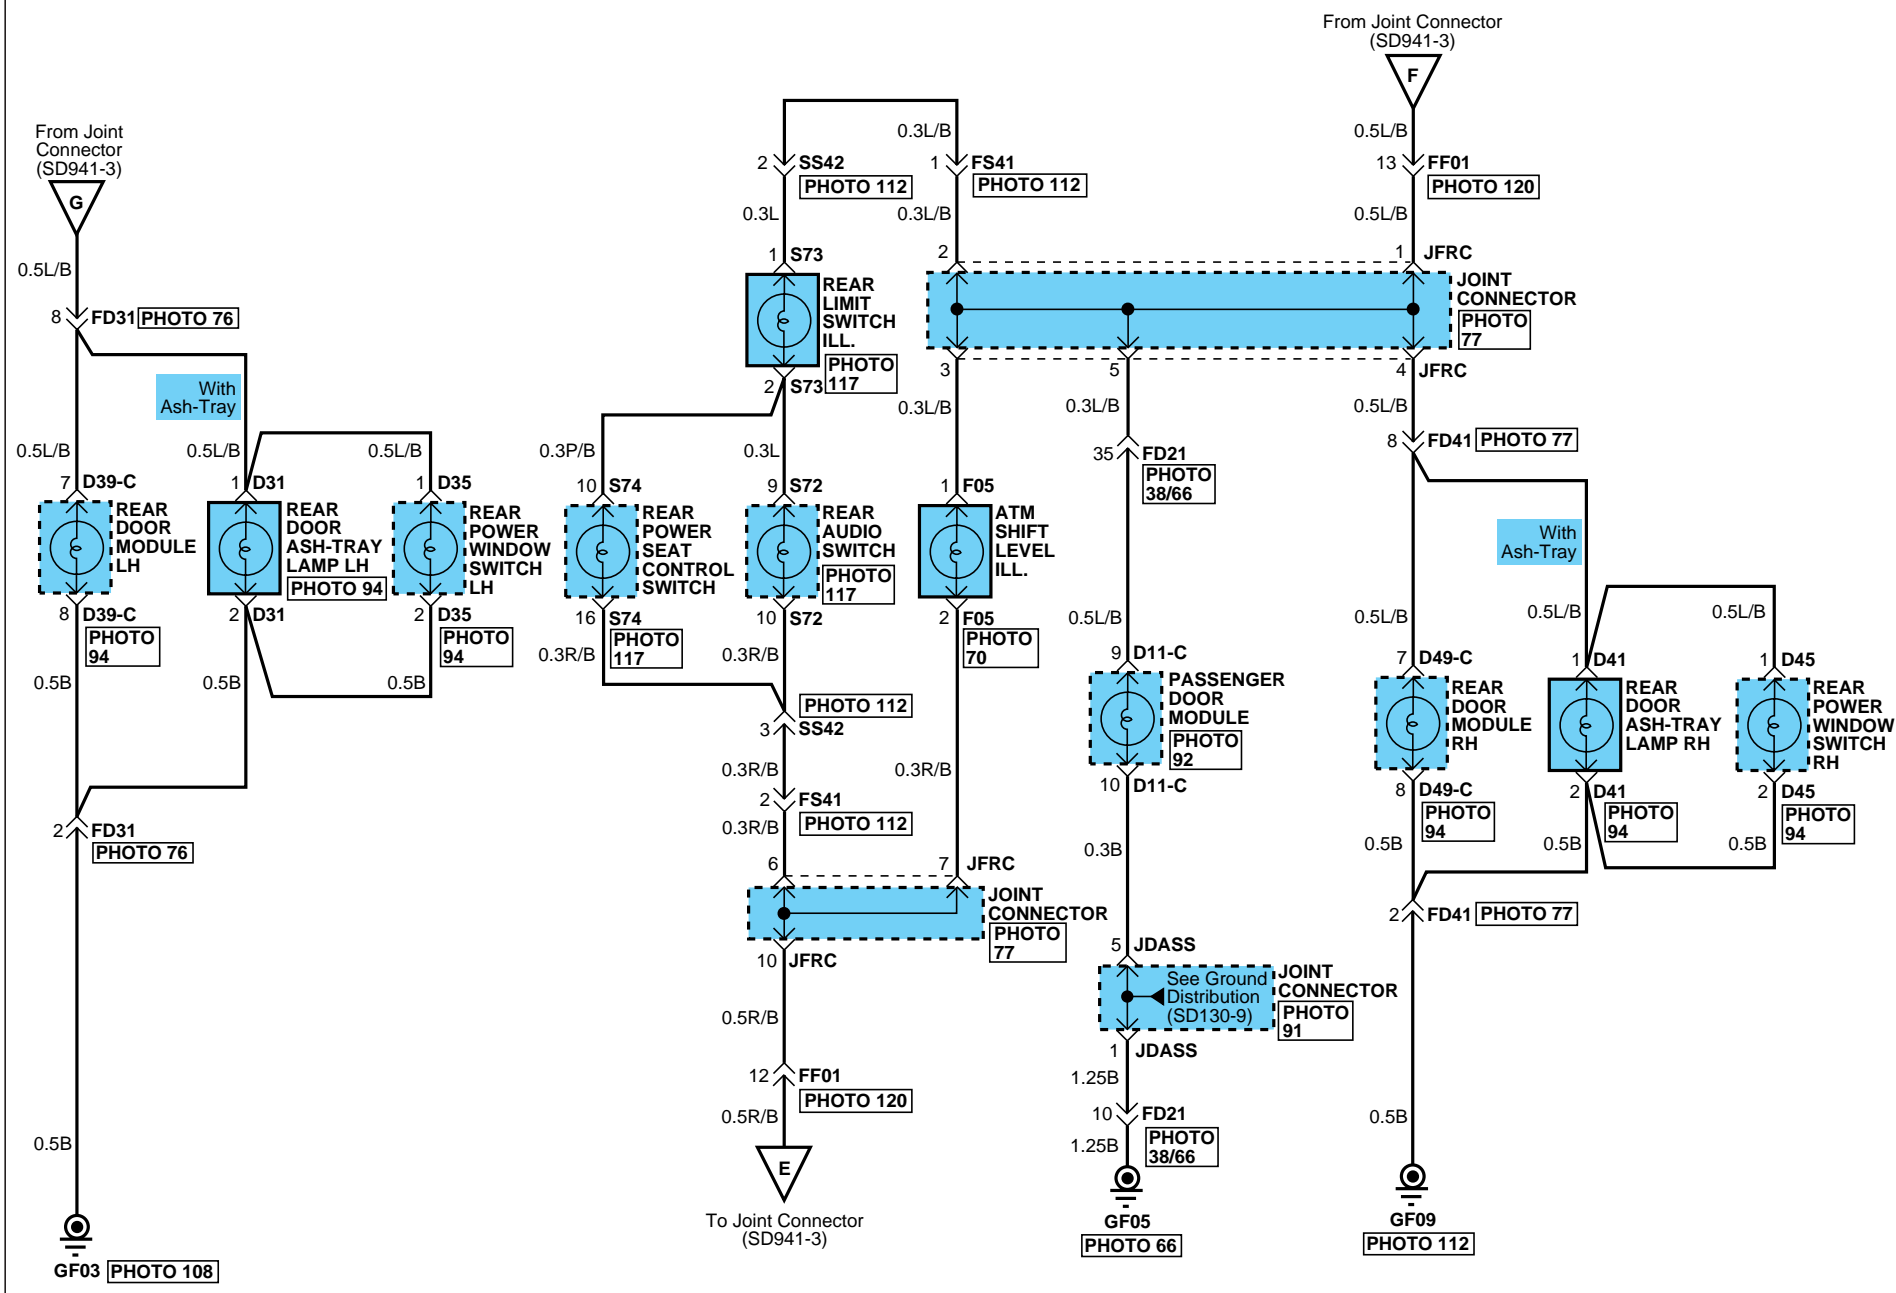 From Joint Connector
(SD941-3)
F
0.5L/B
13
FF01
PHOTO 120
0.5L/B
1
JFRC
From Joint
Connector
(SD941-3)
G
0.5L/B
8
FD31
PHOTO 76
With
Ash-Tray
0.5L/B
0.5L/B
0.5L/B
7
D39-C
REAR
DOOR
MODULE
LH
8
D39-C
PHOTO
94
0.5B
1
D31
REAR
DOOR
ASH-TRAY
LAMP LH
PHOTO 94
2
D31
0.5B
1
D35
REAR
POWER
WINDOW
SWITCH
LH
2
D35
PHOTO
94
0.5B
2
FD31
PHOTO 76
0.5B
GF03
PHOTO 108
0.3L/B
2
SS42
PHOTO 112
1
FS41
PHOTO 112
0.3L
0.3L/B
1
S73
REAR
LIMIT
SWITCH
ILL.
PHOTO
117
2
S73
2
JOINT
CONNECTOR
PHOTO
77
3
5
4
JFRC
0.3P/B
0.3L
0.3L/B
0.3L/B
0.5L/B
10
S74
REAR
POWER
SEAT
CONTROL
SWITCH
16
S74
PHOTO
117
0.3R/B
9
S72
REAR
AUDIO
SWITCH
PHOTO
117
10
S72
0.3R/B
1
F05
ATM
SHIFT
LEVEL
ILL.
2
F05
PHOTO
70
PHOTO 112
3
SS42
0.3R/B
0.3R/B
2
FS41
PHOTO 112
0.3R/B
6
7
JFRC
JOINT
CONNECTOR
PHOTO
77
10
JFRC
0.5R/B
12
FF01
PHOTO 120
0.5R/B
E
To Joint Connector
(SD941-3)
35
FD21
PHOTO
38/66
0.5L/B
9
D11-C
PASSENGER
DOOR
MODULE
PHOTO
92
10
D11-C
0.3B
5
JDASS
See Ground
Distribution
(SD130-9)
JOINT
CONNECTOR
PHOTO
91
1
JDASS
1.25B
10
FD21
PHOTO
38/66
1.25B
GF05
PHOTO 66
8
FD41
PHOTO 77
With
Ash-Tray
0.5L/B
0.5L/B
0.5L/B
7
D49-C
REAR
DOOR
MODULE
RH
8
D49-C
PHOTO
94
0.5B
1
D41
REAR
DOOR
ASH-TRAY
LAMP RH
2
D41
PHOTO
94
0.5B
1
D45
REAR
POWER
WINDOW
SWITCH
RH
2
D45
PHOTO
94
0.5B
2
FD41
PHOTO 77
0.5B
GF09
PHOTO 112